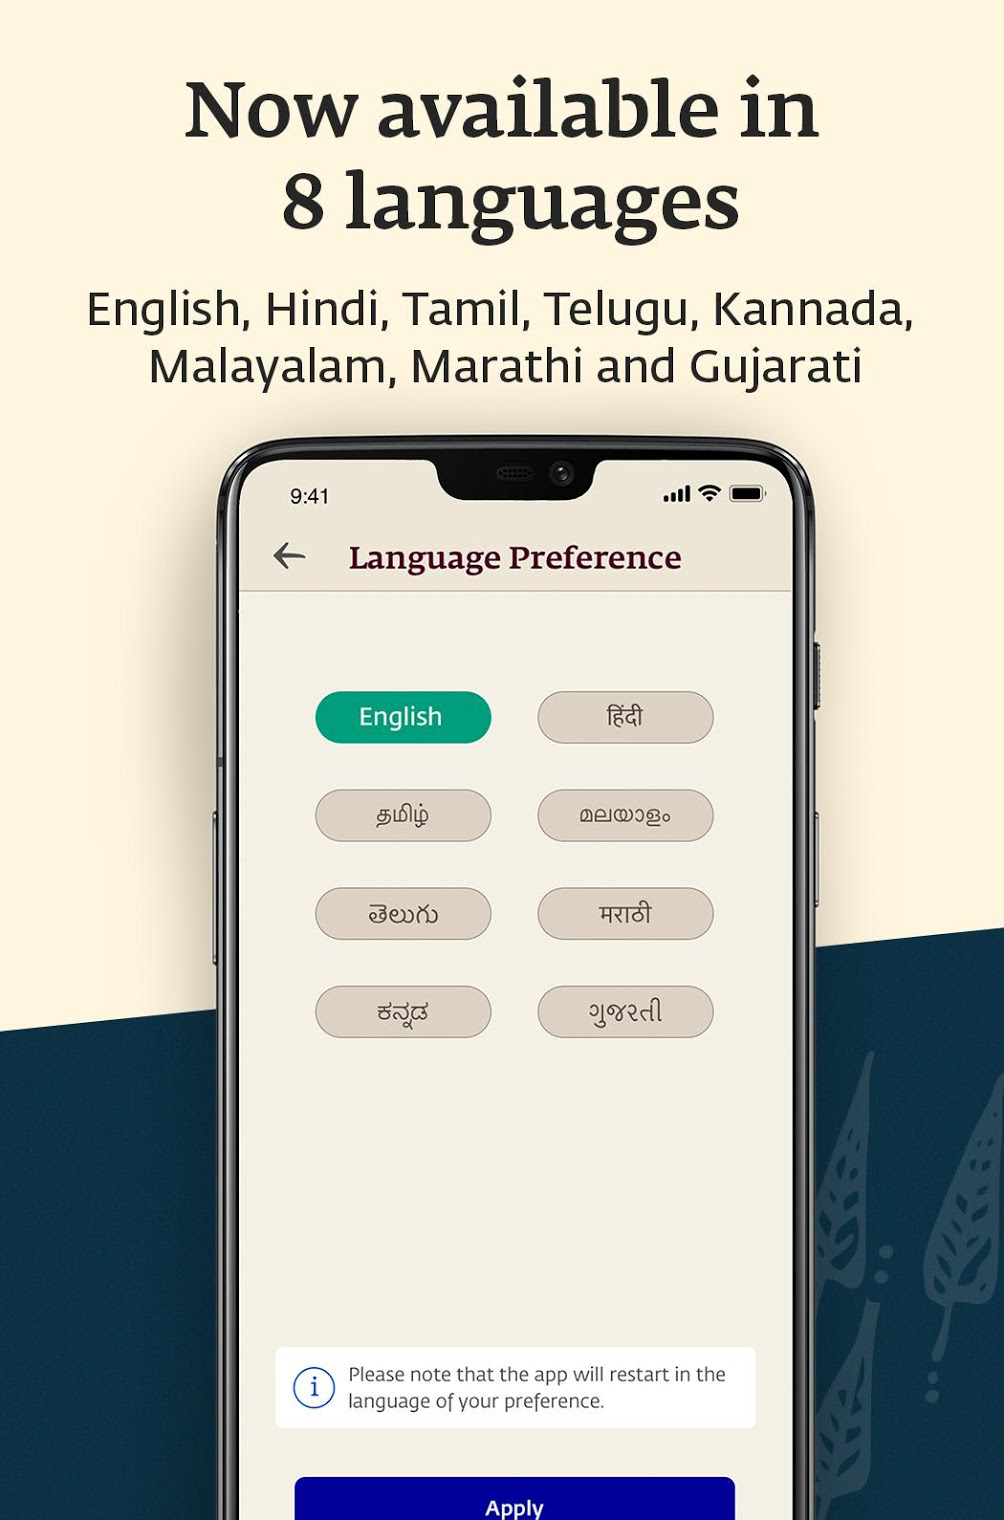 Now available in
8 languages
English, Hindi, Tamil, Telugu, Kannada,
Malayalam, Marathi and Gujarati
9:41
Language Preference
English
हिंदी
தமிழ்
മലയാളം
తెలుగు
मराठी
ಕನ್ನಡ
ગુજરતી
i
Please note that the app will restart in the
language of your preference.
Apply